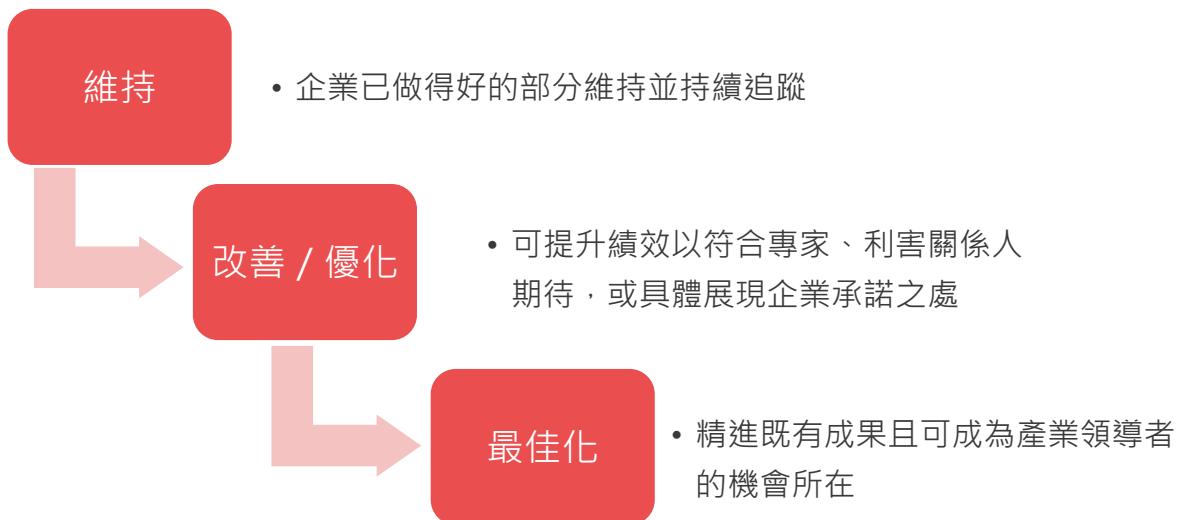 維持
• 企業已做得好的部分維持並持續追蹤
改善 / 優化
• 可提升績效以符合專家、利害關係人
期待，或具體展現企業承諾之處
最佳化
• 精進既有成果且可成為產業領導者
的機會所在